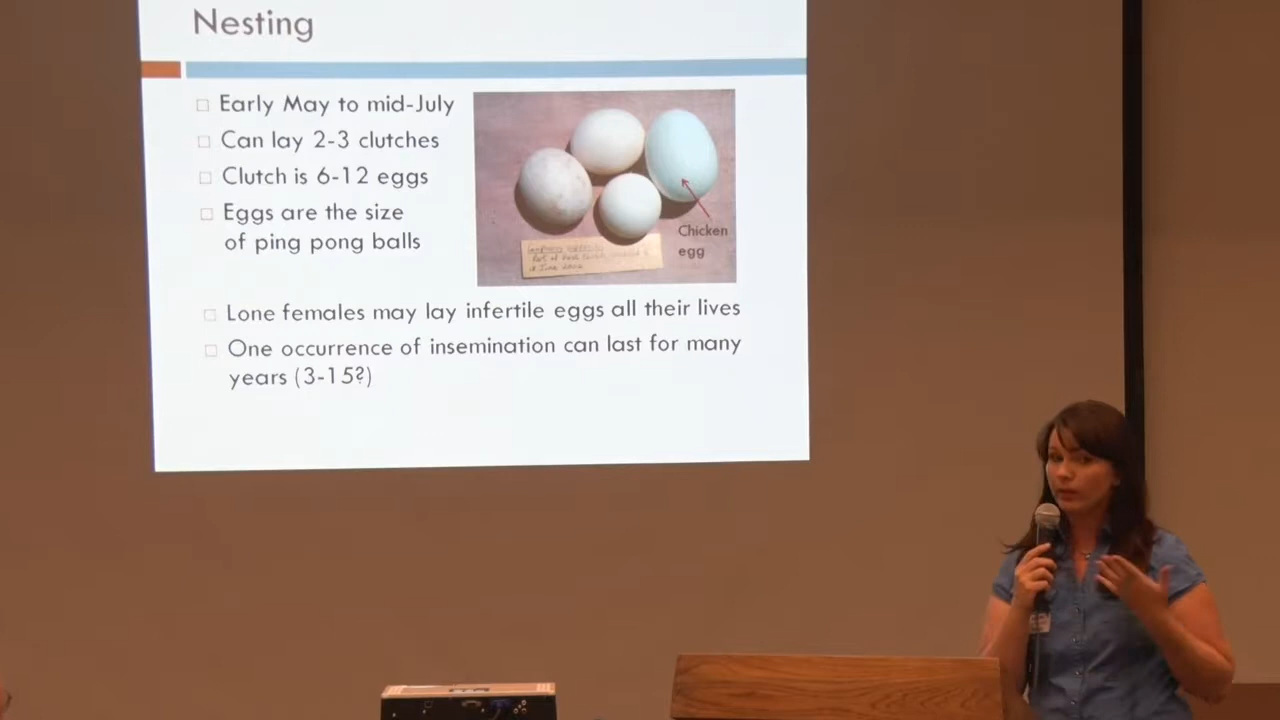 Nesting
Early May to mid-July
Can lay 2-3 clutches
Clutch is 6-12 eggs
Eggs are the size
of ping pong balls
Chicken
egg
Lone females may lay infertile eggs all their lives
One occurrence of insemination can last for many
years (3-15?)